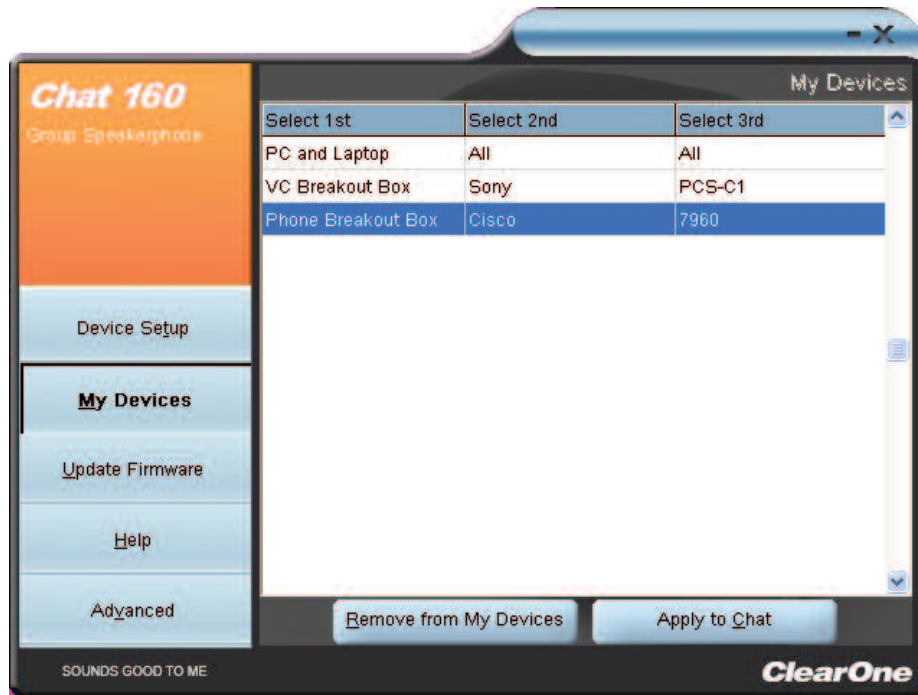 Chat 160
Group Speakerphone
My Devices
Select 1st Select 2nd Select 3rd
PC and Laptop All All
VC Breakout Box Sony PCS-C1
Phone Breakout Box Cisco 7960
Device Setup
My Devices
Update Firmware
Help
Advanced
Remove from My Devices Apply to Chat
SOUNDS GOOD TO ME
ClearOne